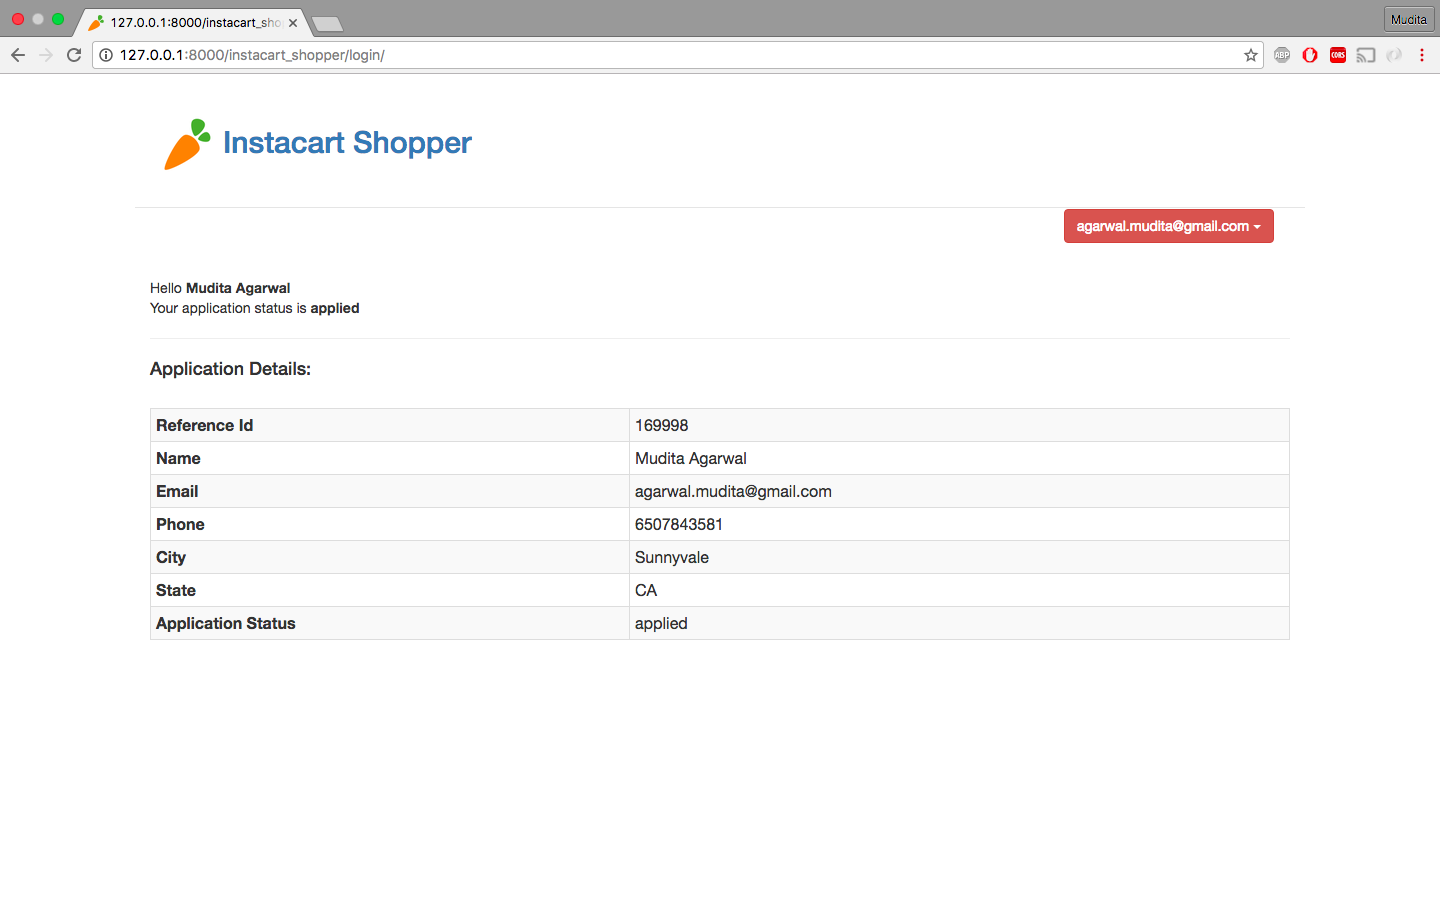 127.0.0.1:8000/instacart_sho
Mudita
127.0.0.1:8000/instacart_shopper/login/
ABP
CORS
Instacart Shopper
agarwal.mudita@gmail.com
Hello Mudita Agarwal
Your application status is applied
Application Details:
Reference Id 169998
Name Mudita Agarwal
Email agarwal.mudita@gmail.com
Phone 6507843581
City Sunnyvale
State CA
Application Status applied